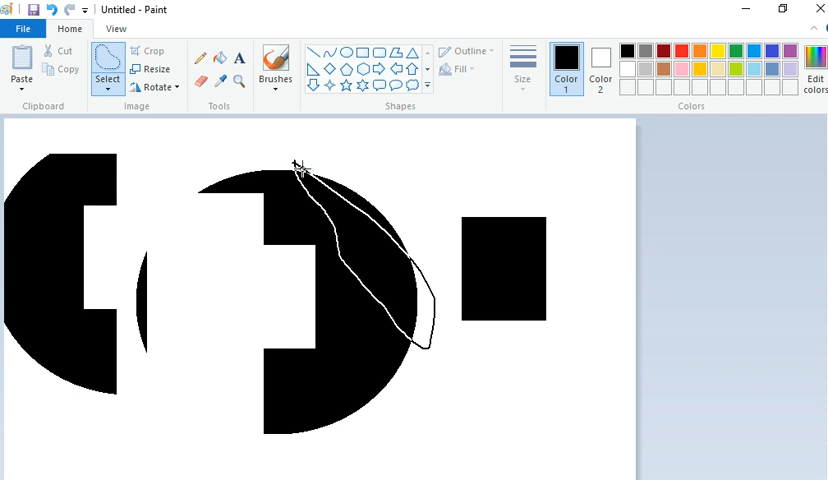 Untitled - Paint
File
Home
View
Paste
Cut
Copy
Clipboard
Select
Crop
Resize
Rotate
Image
A
Tools
Brushes
Shapes
Outline
Fill
Size
Color
1
Color
2
Colors
Edit
colors